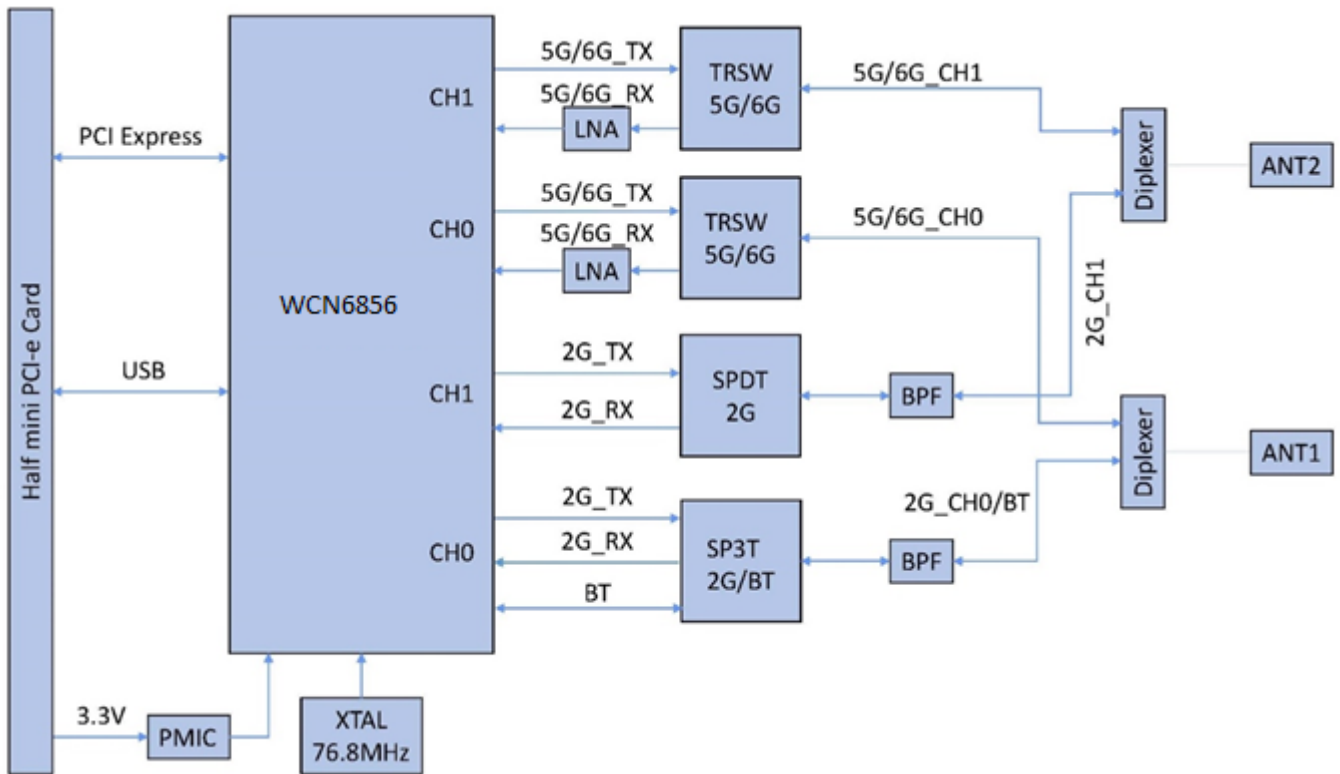 Half mini PCI-e Card
PCI Express
USB
3.3V
PMIC
XTAL
76.8MHz
WCN6856
CH1
CH0
CH1
CH0
5G/6G_TX
5G/6G_RX
LNA
TRSW
5G/6G
5G/6G_CH1
5G/6G_TX
5G/6G_RX
LNA
TRSW
5G/6G
5G/6G_CH0
2G_TX
2G_RX
SPDT
2G
BPF
2G_CH1
2G_TX
2G_RX
BT
SP3T
2G/BT
BPF
2G_CH0/BT
Diplexer
ANT2
Diplexer
ANT1